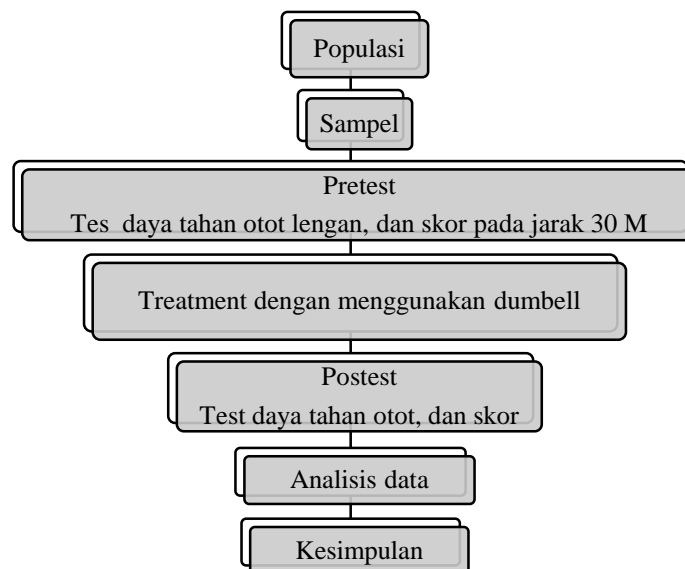 Populasi
Sampel
Pretest
Tes daya tahan otot lengan, dan skor pada jarak 30 M
Treatment dengan menggunakan dumbell
Postest
Test daya tahan otot, dan skor
Analisis data
Kesimpulan